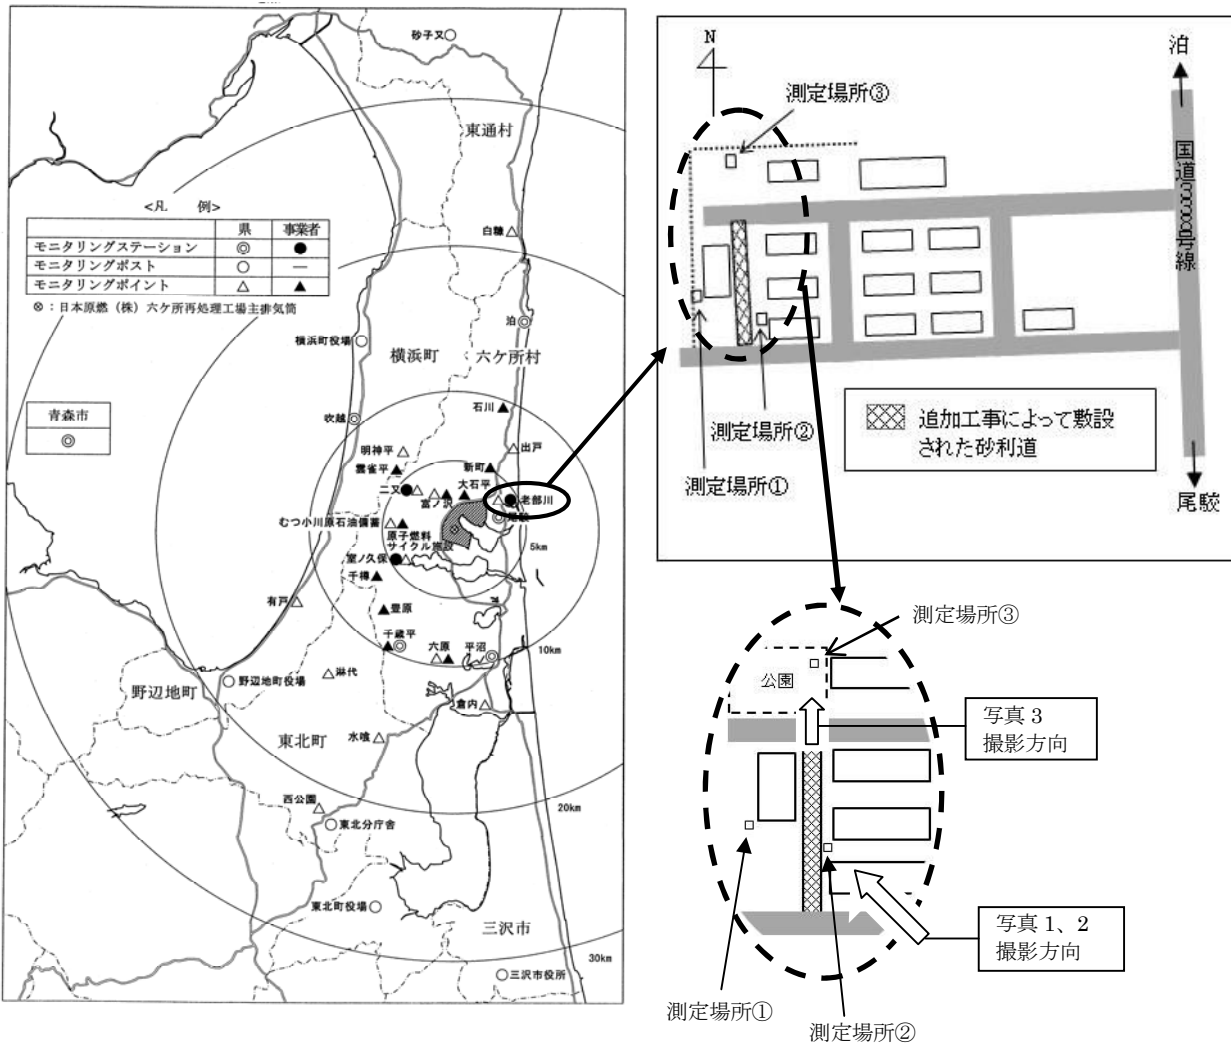 砂子又
東通村
<凡 例>
県 事業者
モニタリングステーション ◎ ●
モニタリングポスト ○ ―
モニタリングポイント △ ▲
⊗：日本原燃（株）六ケ所再処理工場主排気筒
白糠
泊
横浜町役場
横浜町
六ケ所村
青森市
◎
吹越
石川
明神平
出戸
雲雀平
新町
二又
大石平
富ノ沢
老部川
尾駮
むつ小川原石油備蓄
原子燃料
サイクル施設
5km
室ノ久保
千樽
有戸
豊原
千歳平
六原
平沼
10km
淋代
野辺地町役場
野辺地町
倉内
東北町
水喰
西公園
20km
東北分庁舎
東北町役場
三沢市
30km
三沢市役所
N
泊
測定場所③
国道338号線
測定場所②
測定場所①
追加工事によって敷設
された砂利道
尾駮
測定場所③
公園
写真 3
撮影方向
写真 1、2
撮影方向
測定場所①
測定場所②